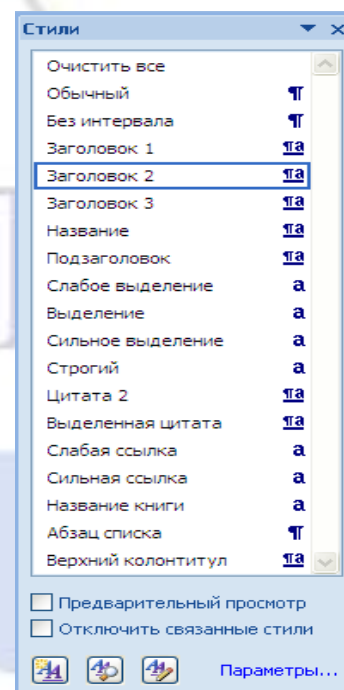 Стили
Очистить все
Обычный ¶
Без интервала ¶
Заголовок 1 ¶a
Заголовок 2 ¶a
Заголовок 3 ¶a
Название ¶a
Подзаголовок ¶a
Слабое выделение a
Выделение a
Сильное выделение a
Строгий a
Цитата 2 ¶a
Выделенная цитата ¶a
Слабая ссылка a
Сильная ссылка a
Название книги a
Абзац списка ¶
Верхний колонтитул ¶a
Предварительный просмотр
Отключить связанные стили
Параметры...